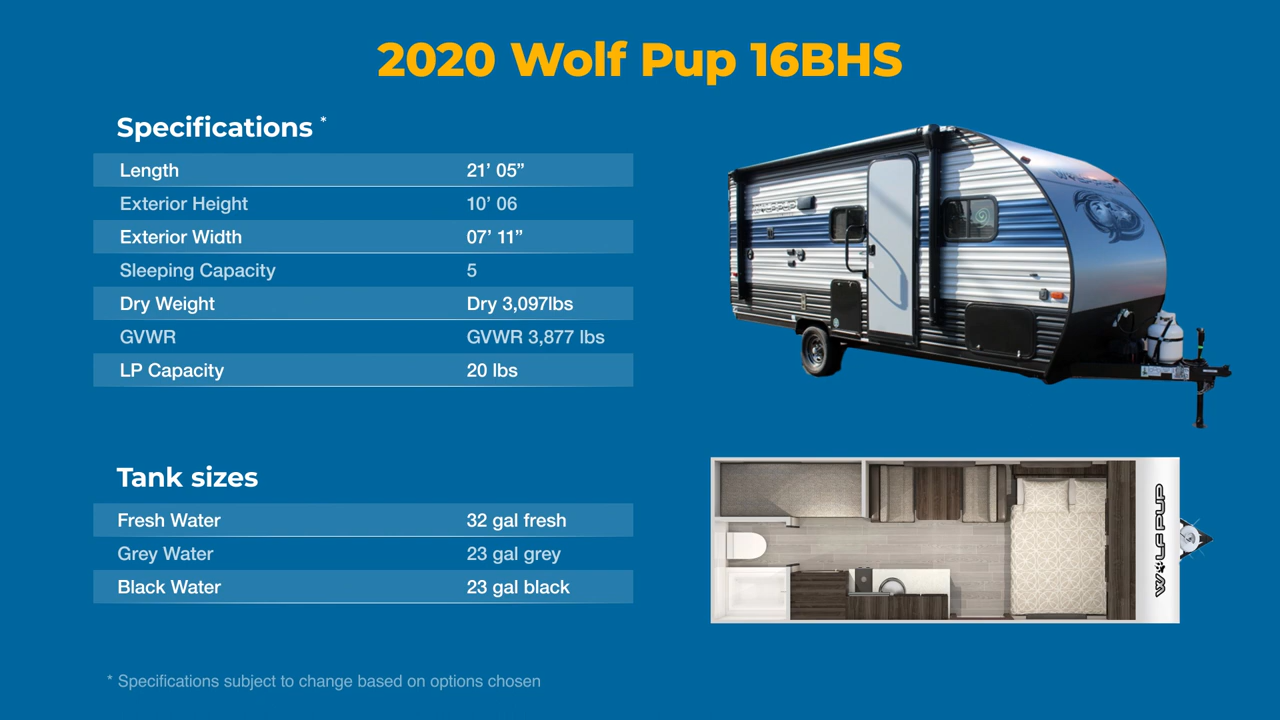 2020 Wolf Pup 16BHS
Specifications *
Length 21’ 05”
Exterior Height 10’ 06
Exterior Width 07’ 11”
Sleeping Capacity 5
Dry Weight Dry 3,097lbs
GVWR GVWR 3,877 lbs
LP Capacity 20 lbs
Tank sizes
Fresh Water 32 gal fresh
Grey Water 23 gal grey
Black Water 23 gal black
WOLF PUP
* Specifications subject to change based on options chosen